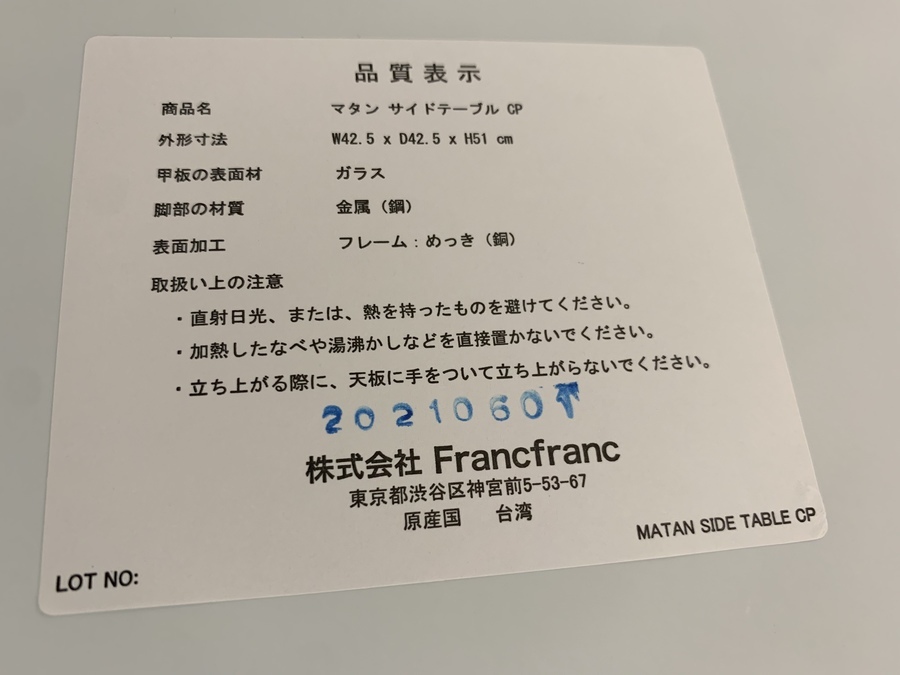 品質表示
商品名 マタン サイドテーブル CP
外形寸法 W42.5 x D42.5 x H51 cm
甲板の表面材 ガラス
脚部の材質 金属（鋼）
表面加工 フレーム：めっき（銅）
取扱い上の注意
・直射日光、または、熱を持ったものを避けてください。
・加熱したなべや湯沸かしなどを直接置かないでください。
・立ち上がる際に、天板に手をついて立ち上がらないでください。
株式会社 Francfranc
東京都渋谷区神宮前5-53-67
原産国 台湾
MATAN SIDE TABLE CP
LOT NO: